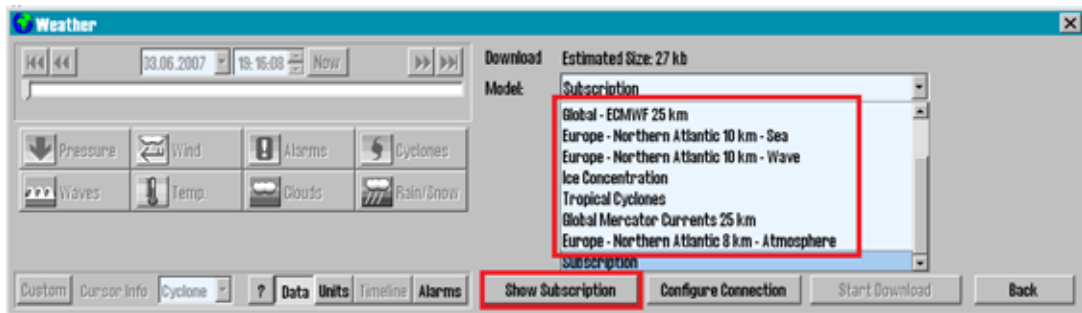 Weather
33.06.2007 19:16:08 Now
Pressure Wind Alarms Cyclones
Waves Temp. Clouds Rain/Snow
Custom Cursor Info Cyclone ? Data Units Timeline Alarms
Download Estimated Size: 27 kb
Model: Subscription
Global - ECMWF 25 km
Europe - Northern Atlantic 10 km - Sea
Europe - Northern Atlantic 10 km - Wave
Ice Concentration
Tropical Cyclones
Global Mercator Currents 25 km
Europe - Northern Atlantic 8 km - Atmosphere
Subscription
Show Subscription Configure Connection Start Download Back